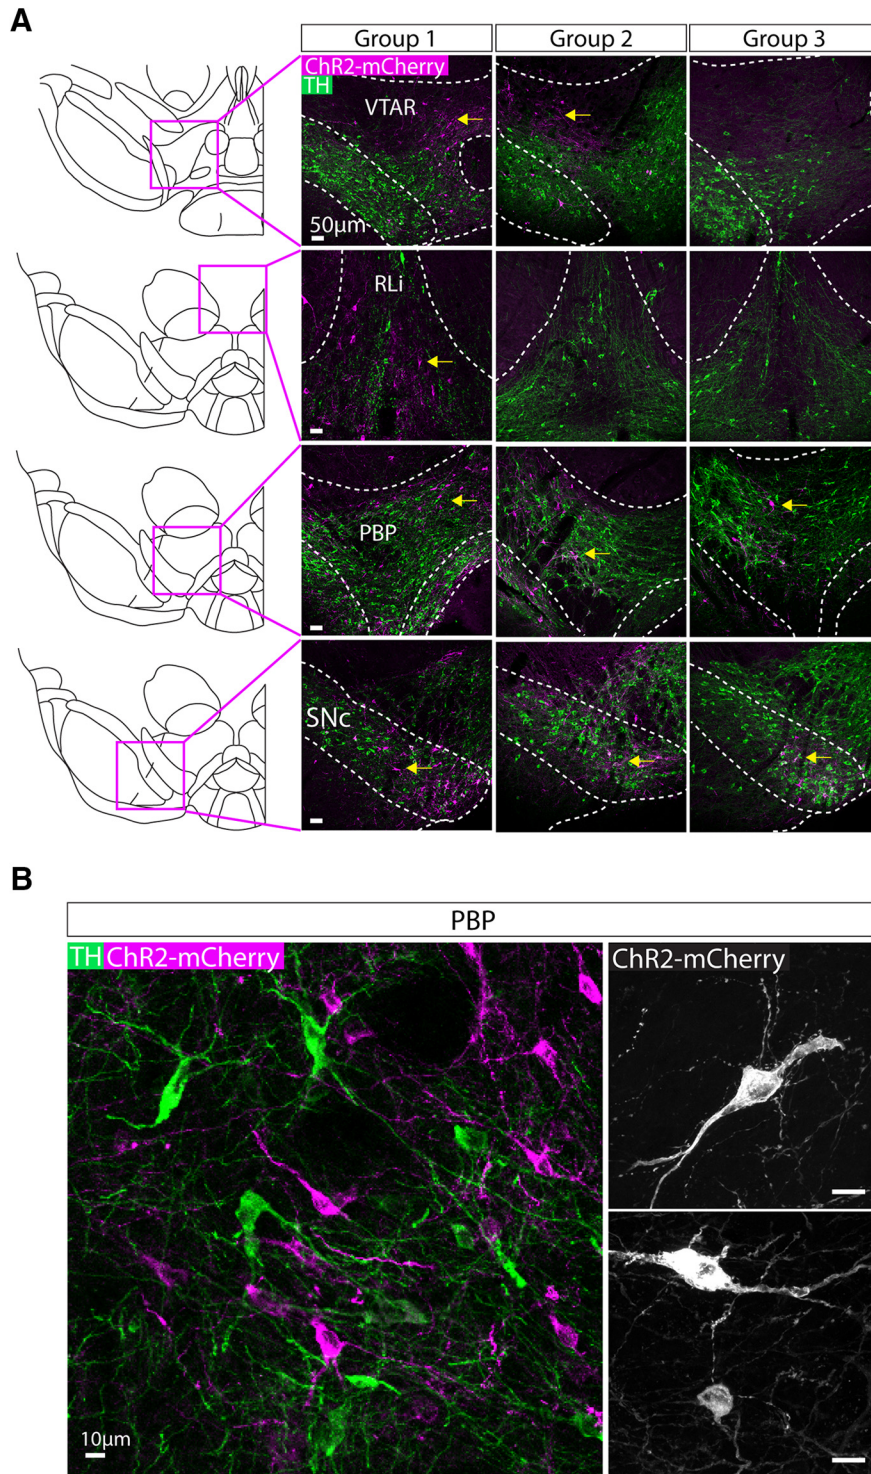 A
Group 1
Group 2
Group 3
ChR2-mCherry
TH
VTAR
50μm
RLi
PBP
SNc
B
PBP
TH ChR2-mCherry
ChR2-mCherry
10μm